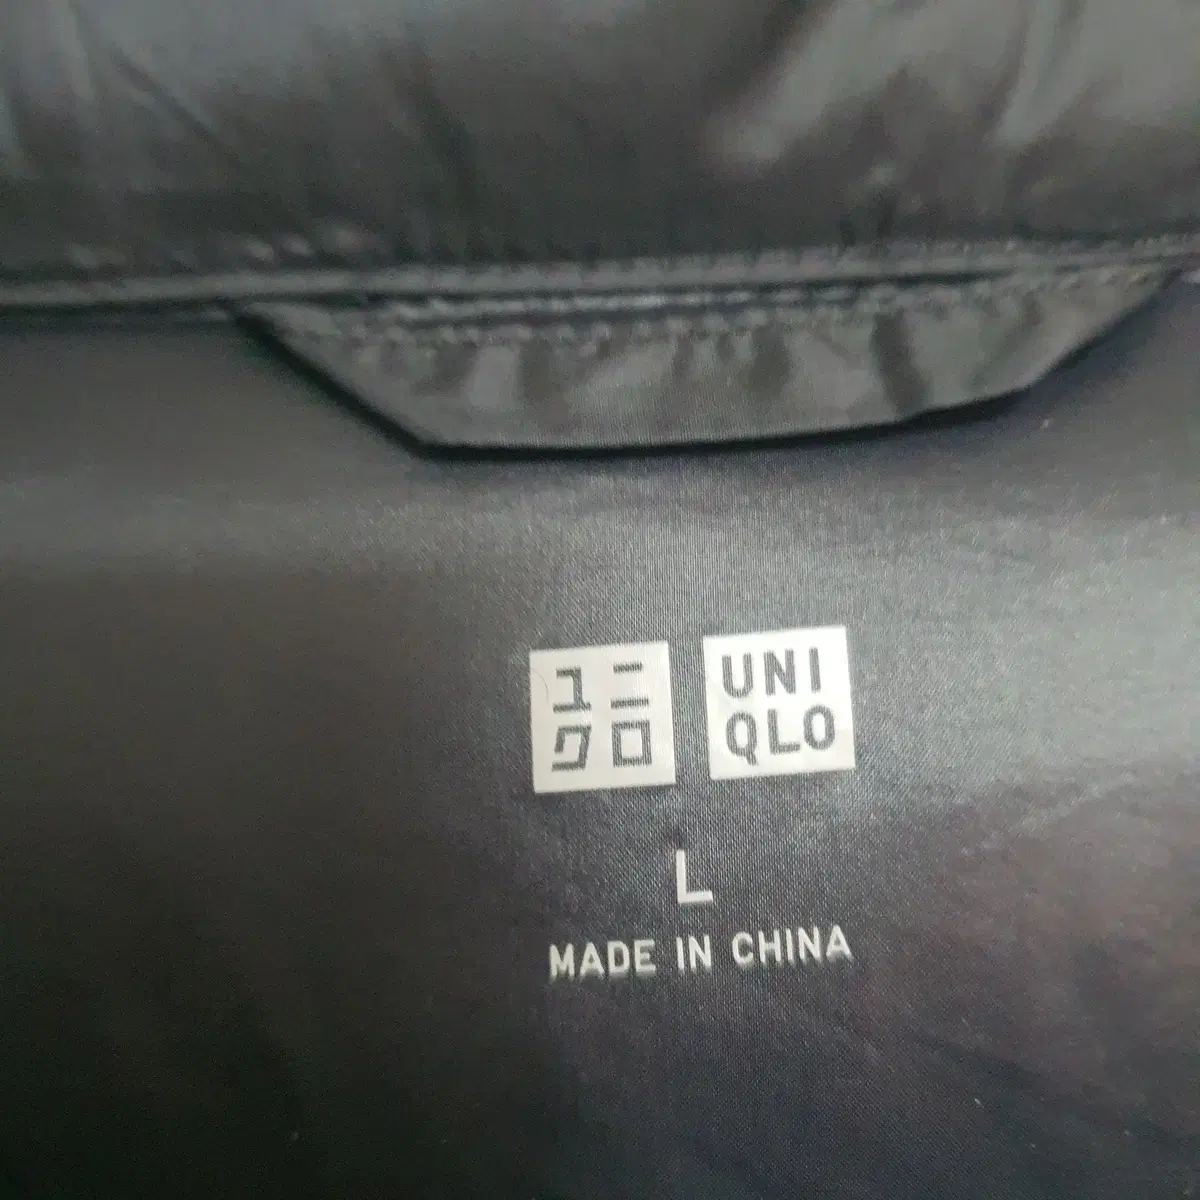 ユニ
クロ
UNI
QLO
L
MADE IN CHINA